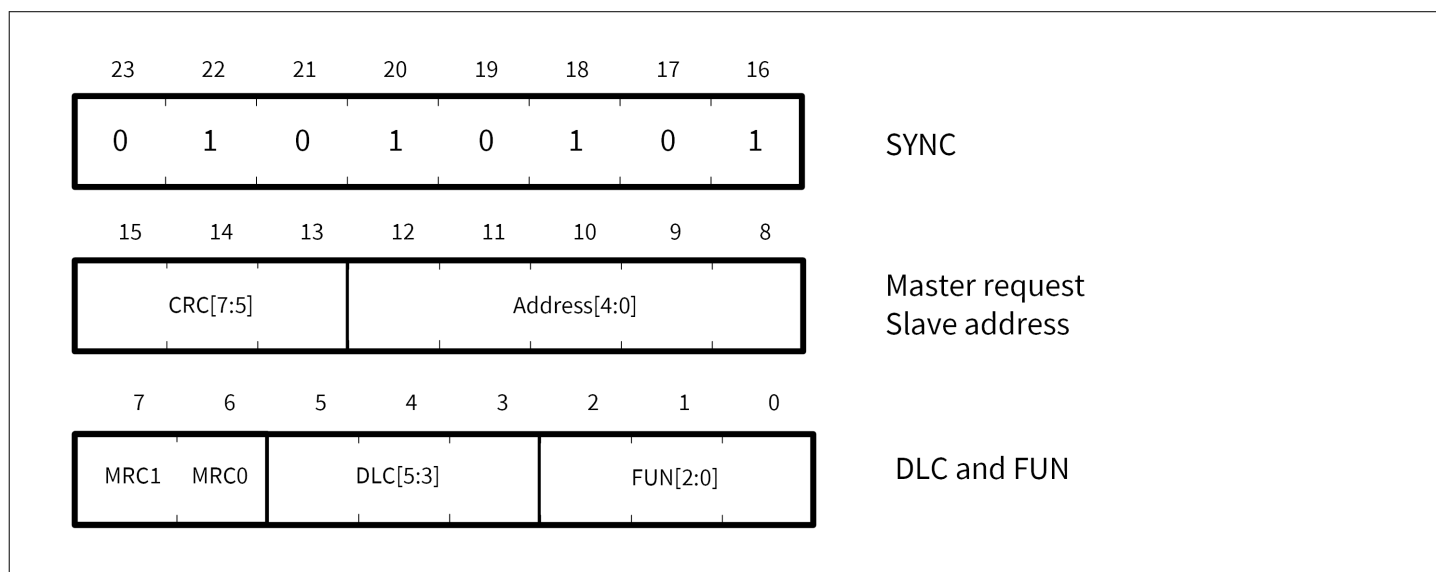 23 22 21 20 19 18 17 16
0 1 0 1 0 1 0 1 SYNC
15 14 13 12 11 10 9 8
CRC[7:5] Address[4:0] Master request
Slave address
7 6 5 4 3 2 1 0
MRC1 MRC0 DLC[5:3] FUN[2:0] DLC and FUN